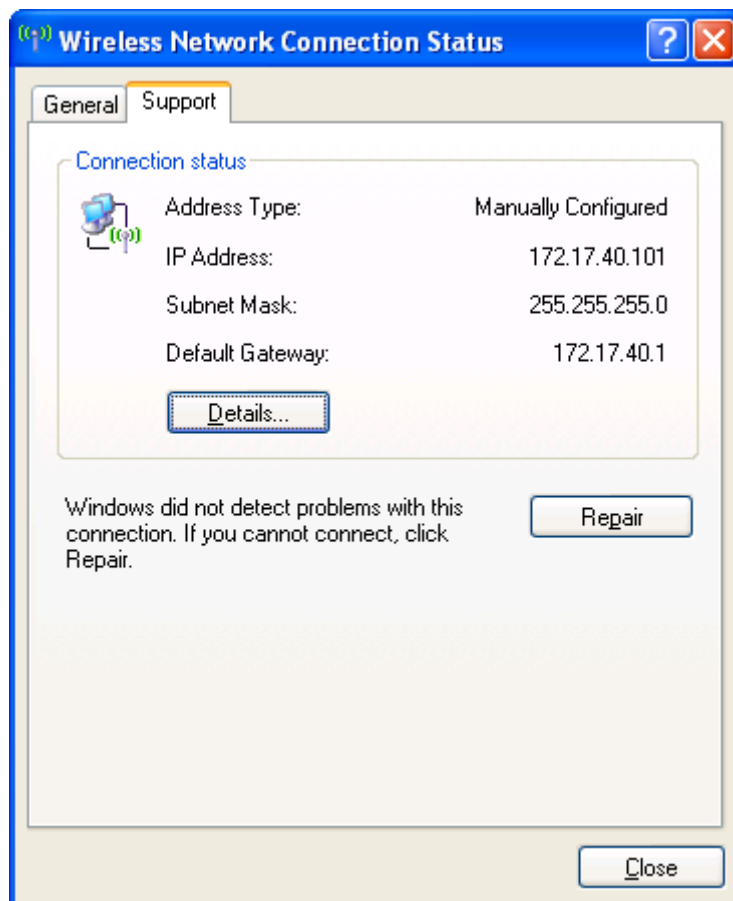 Wireless Network Connection Status
General
Support
Connection status
Address Type: Manually Configured
IP Address: 172.17.40.101
Subnet Mask: 255.255.255.0
Default Gateway: 172.17.40.1
Details...
Windows did not detect problems with this
connection. If you cannot connect, click
Repair.
Repair
Close